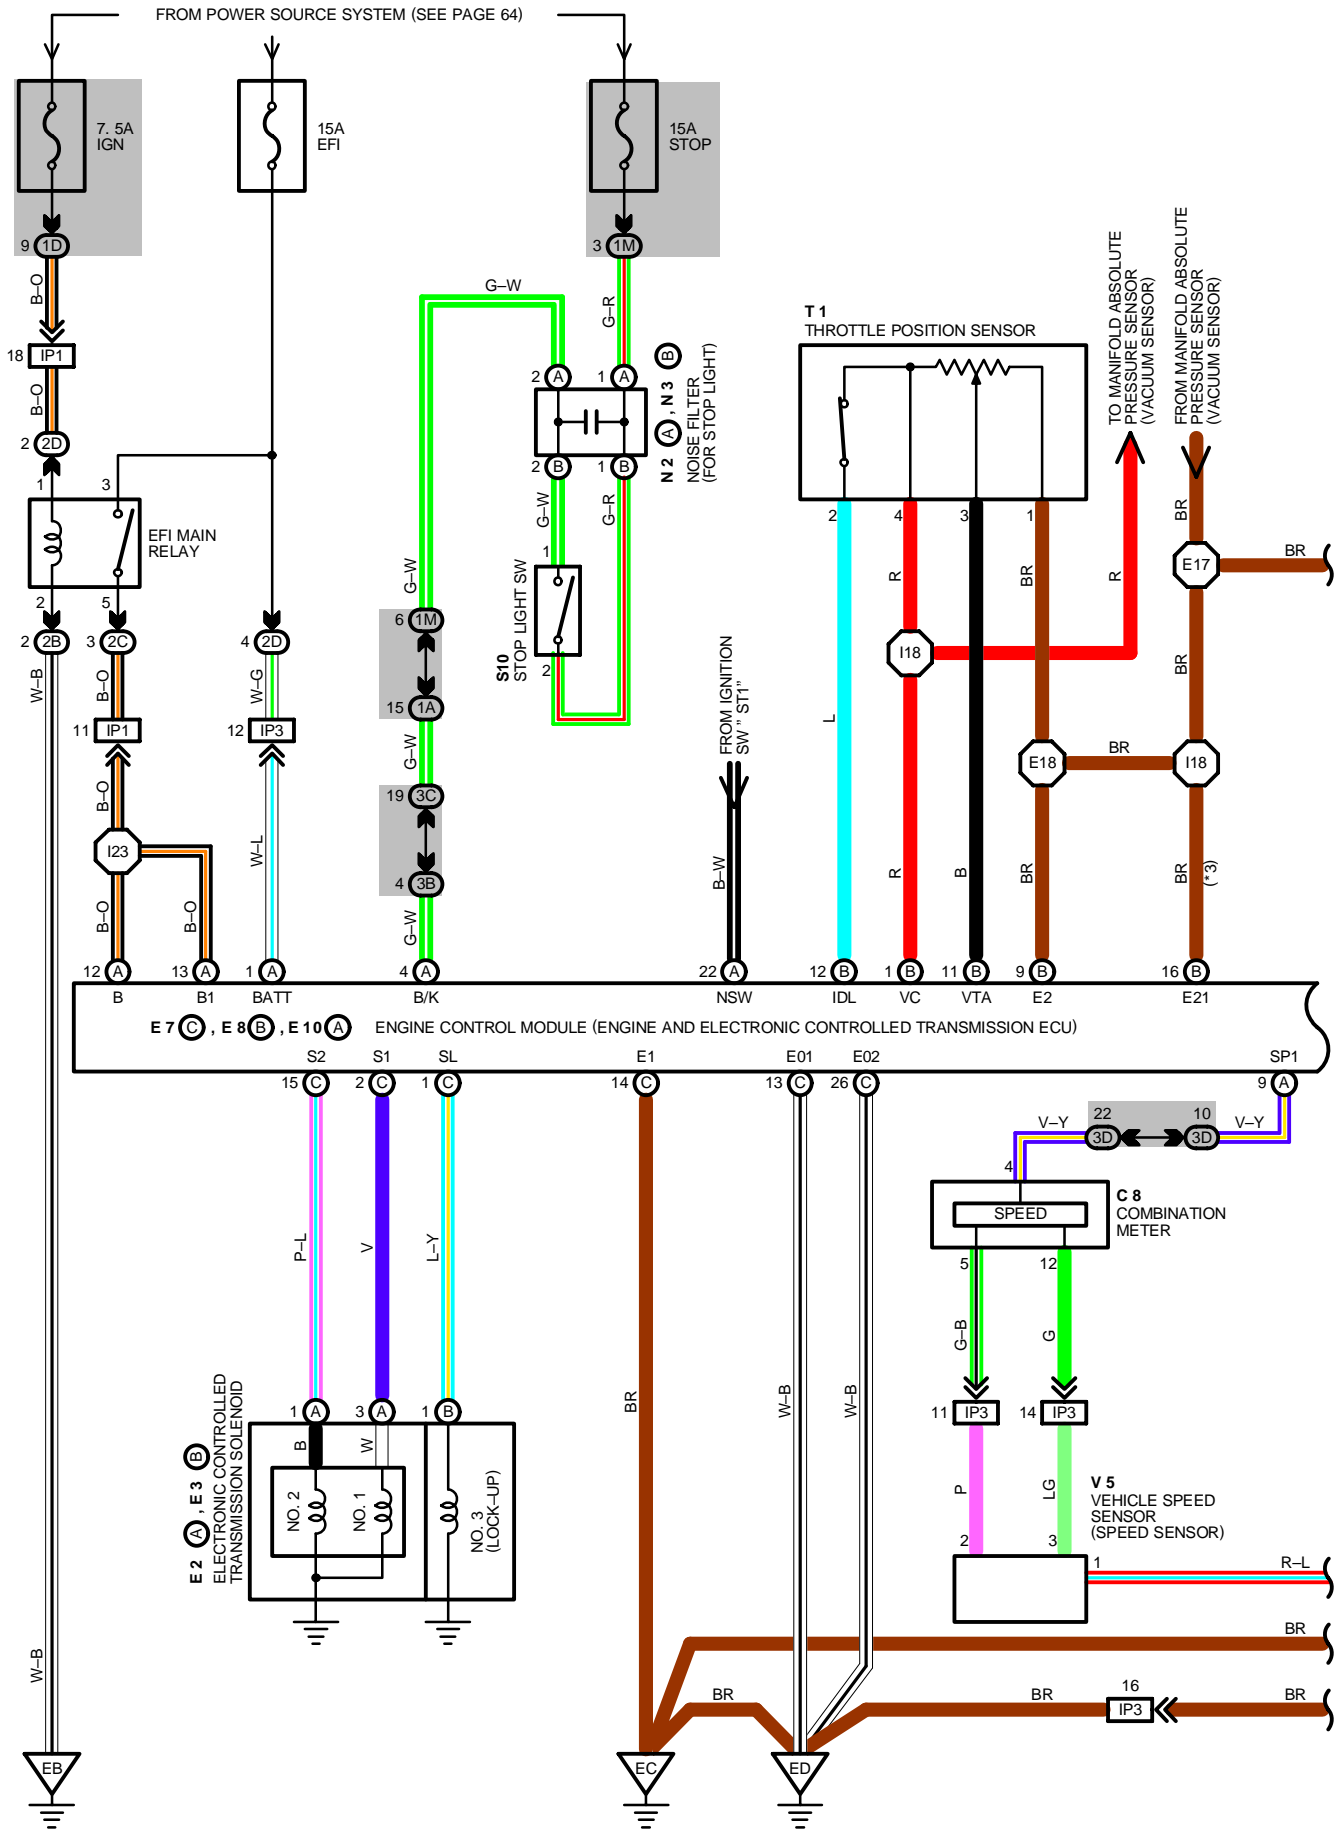 FROM POWER SOURCE SYSTEM (SEE PAGE 64)
7. 5A
IGN
15A
EFI
15A
STOP
9 1D
3 1M
B–O
G–W
G–R
18 IP1
B–O
2 2D
1
3
EFI MAIN
RELAY
2
5
2 2B
3 2C
4 2D
W–B
B–O
W–G
11 IP1
12 IP3
B–O
W–L
I23
B–O
B–O
2 A
1 A
2 B
1 B
N 2 A , N 3 B
NOISE FILTER
(FOR STOP LIGHT)
G–W
G–R
1
S10
STOP LIGHT SW
2
G–W
6 1M
15 1A
G–W
19 3C
4 3B
G–W
FROM IGNITION
SW " ST1"
B–W
T 1
THROTTLE POSITION SENSOR
2
4
3
1
TO MANIFOLD ABSOLUTE
PRESSURE SENSOR
(VACUUM SENSOR)
FROM MANIFOLD ABSOLUTE
PRESSURE SENSOR
(VACUUM SENSOR)
R
BR
R
BR
E17
BR
I18
BR
L
E18
BR
I18
R
B
BR
BR
(*3)
12 A
13 A
1 A
4 A
22 A
12 B
1 B
11 B
9 B
16 B
B
B1
BATT
B/K
NSW
IDL
VC
VTA
E2
E21
E 7 C , E 8 B , E 10 A ENGINE CONTROL MODULE (ENGINE AND ELECTRONIC CONTROLLED TRANSMISSION ECU)
S2
S1
SL
E1
E01
E02
SP1
15 C
2 C
1 C
14 C
13 C
26 C
9 A
V–Y
22
3D
10
3D
V–Y
4
SPEED
C 8
COMBINATION
METER
5
12
P–L
V
L–Y
G–B
G
BR
W–B
W–B
11 IP3
14 IP3
P
LG
V 5
VEHICLE SPEED
SENSOR
(SPEED SENSOR)
2
3
1
R–L
1 A
3 A
1 B
E 2 A , E 3 B
ELECTRONIC CONTROLLED
TRANSMISSION SOLENOID
B
W
NO. 2
NO. 1
NO. 3
(LOCK–UP)
W–B
BR
BR
BR
16
IP3
BR
EB
EC
ED